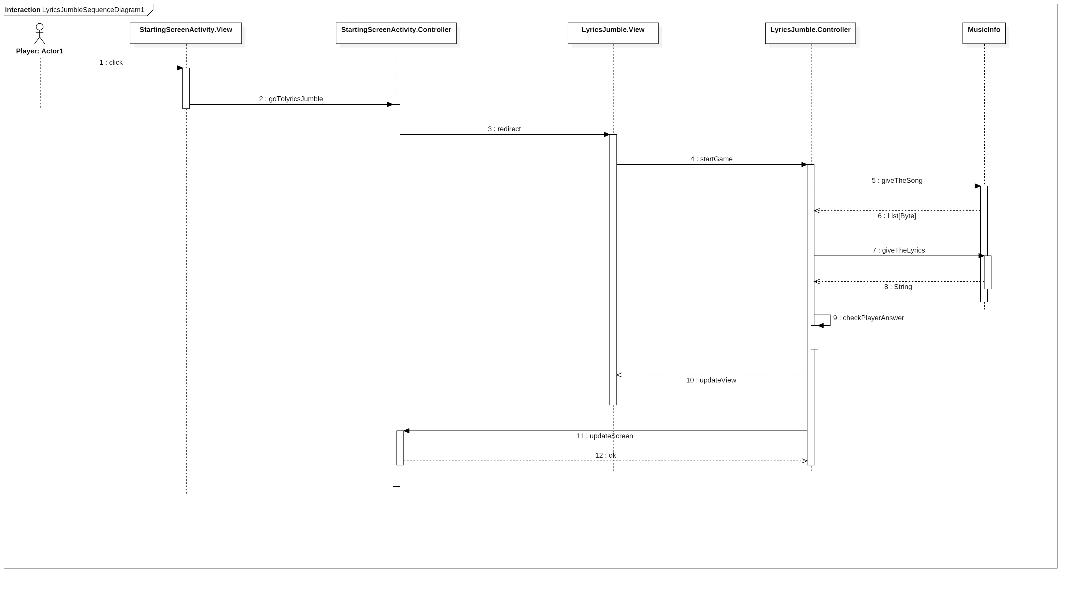 Interaction LyricsJumbleSequenceDiagram1
StartingScreenActivity.View
StartingScreenActivity.Controller
LyricsJumble.View
LyricsJumble.Controller
MusicInfo
Player: Actor1
1 : click
2 : goTolyricsJumble
3 : redirect
4 : startGame
5 : giveTheSong
6 : List[Byte]
7 : giveTheLyrics
8 : String
9 : checkPlayerAnswer
10 : updateView
11 : updateScreen
12 : ok